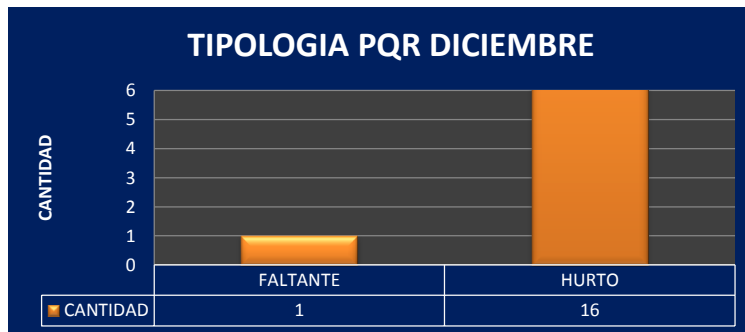 TIPOLOGIA PQR DICIEMBRE
CANTIDAD
6
5
4
3
2
1
0
FALTANTE HURTO
CANTIDAD 1 16